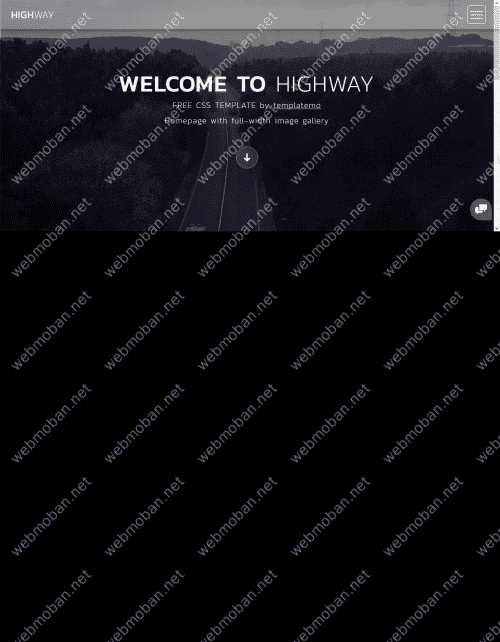 HIGHWAY
WELCOME TO HIGHWAY
FREE CSS TEMPLATE by templatemo
Homepage with full-width image gallery
webmoban.net webmoban.net webmoban.net webmoban.net webmoban.net
webmoban.net webmoban.net webmoban.net webmoban.net webmoban.net
webmoban.net webmoban.net webmoban.net webmoban.net webmoban.net
webmoban.net webmoban.net webmoban.net webmoban.net webmoban.net
webmoban.net webmoban.net webmoban.net webmoban.net webmoban.net
webmoban.net webmoban.net webmoban.net webmoban.net webmoban.net
webmoban.net webmoban.net webmoban.net webmoban.net webmoban.net